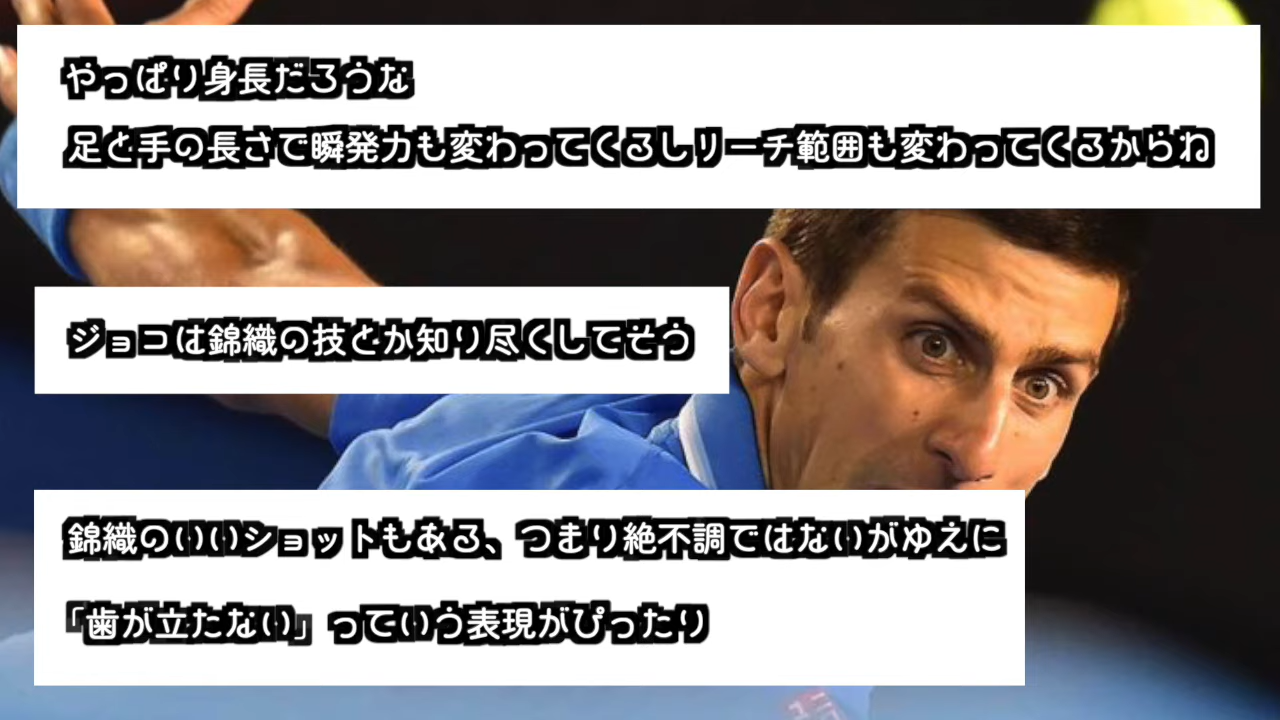 やっぱり身長だろうな
足と手の長さで瞬発力も変わってくるしリーチ範囲も変わってくるからね
ジョコは錦織の技とか知り尽くしてそう
錦織のいいショットもある、つまり絶不調ではないがゆえに
「歯が立たない」っていう表現がぴったり